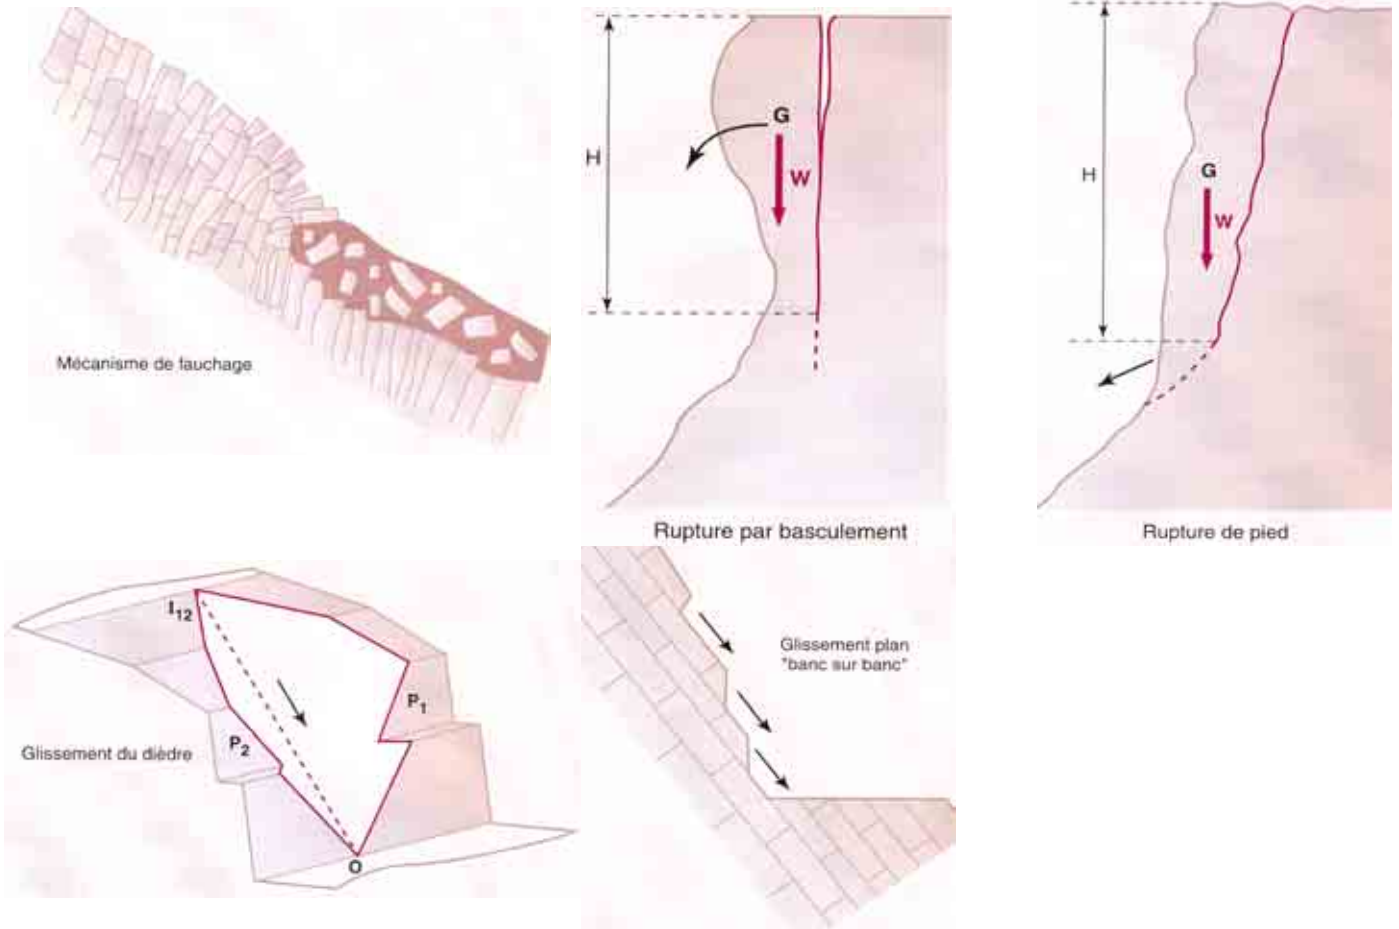 Mécanisme de fauchage
H
G
W
Rupture par basculement
H
G
W
Rupture de pied
I12
P1
P2
Glissement du dièdre
O
Glissement plan
"banc sur banc"